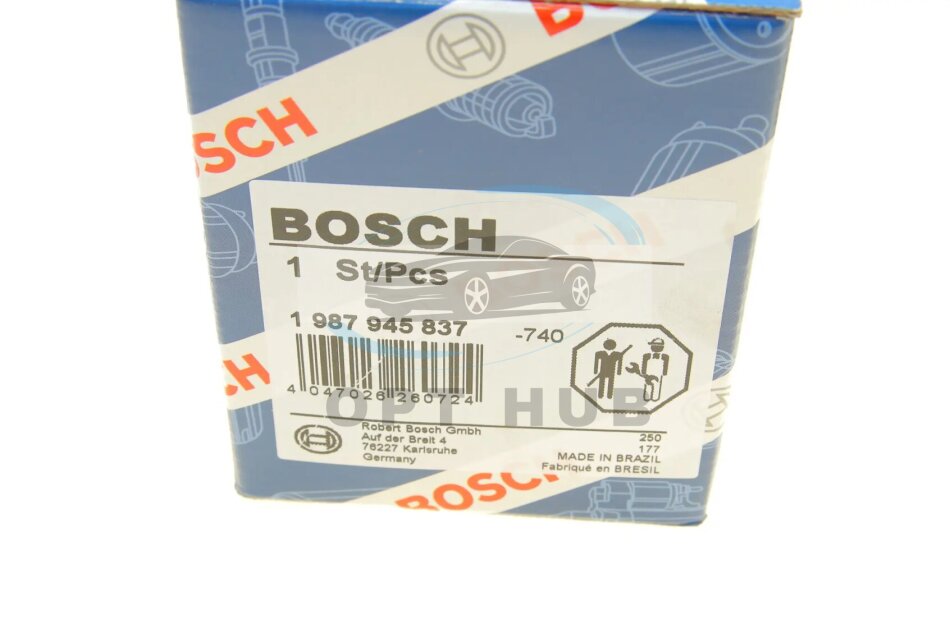 BOSCH
BOSCH
1 St/Pcs
1 987 945 837
-740
4 047026 260724
OPT HUB
Robert Bosch Gmbh
Auf der Breit 4
76227 Karlsruhe
Germany
250
177
MADE IN BRAZIL
Fabriqué en BRESIL
BOSCH